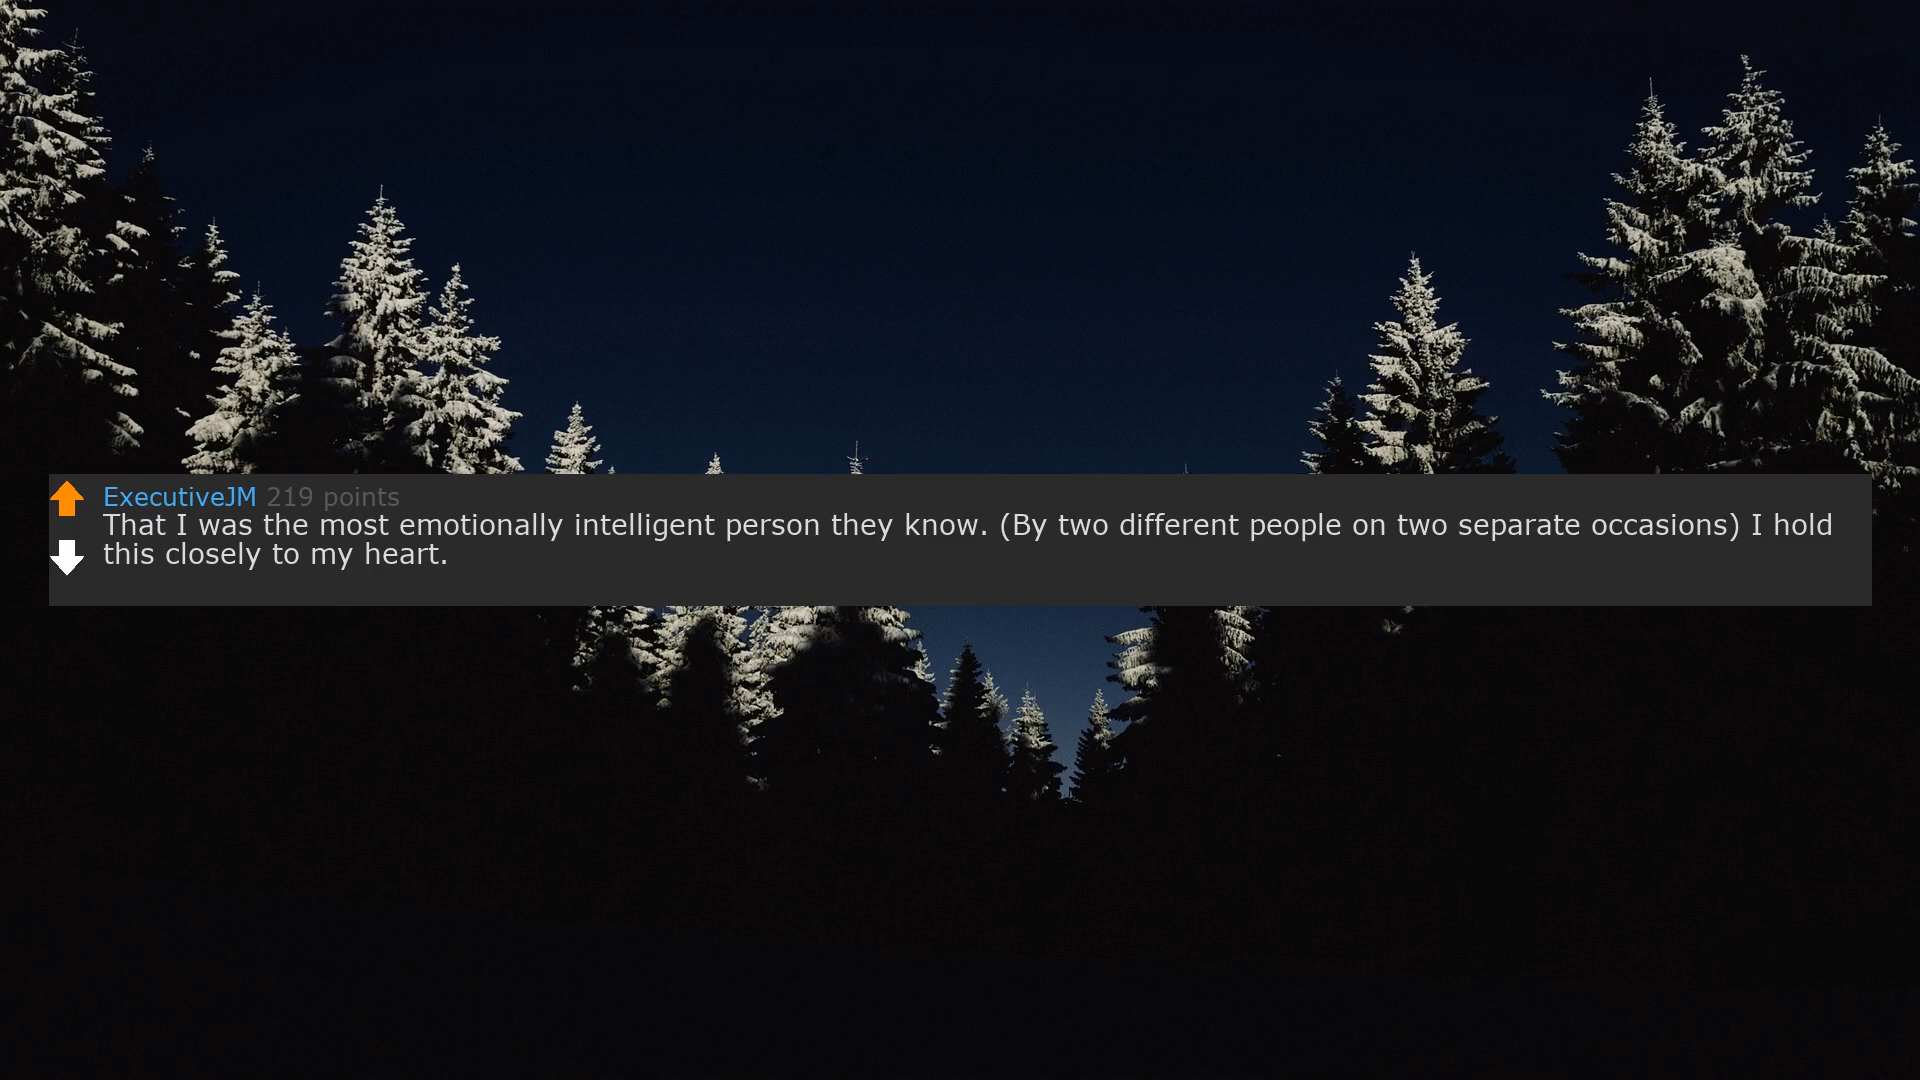 ExecutiveJM 219 points
That I was the most emotionally intelligent person they know. (By two different people on two separate occasions) I hold
this closely to my heart.